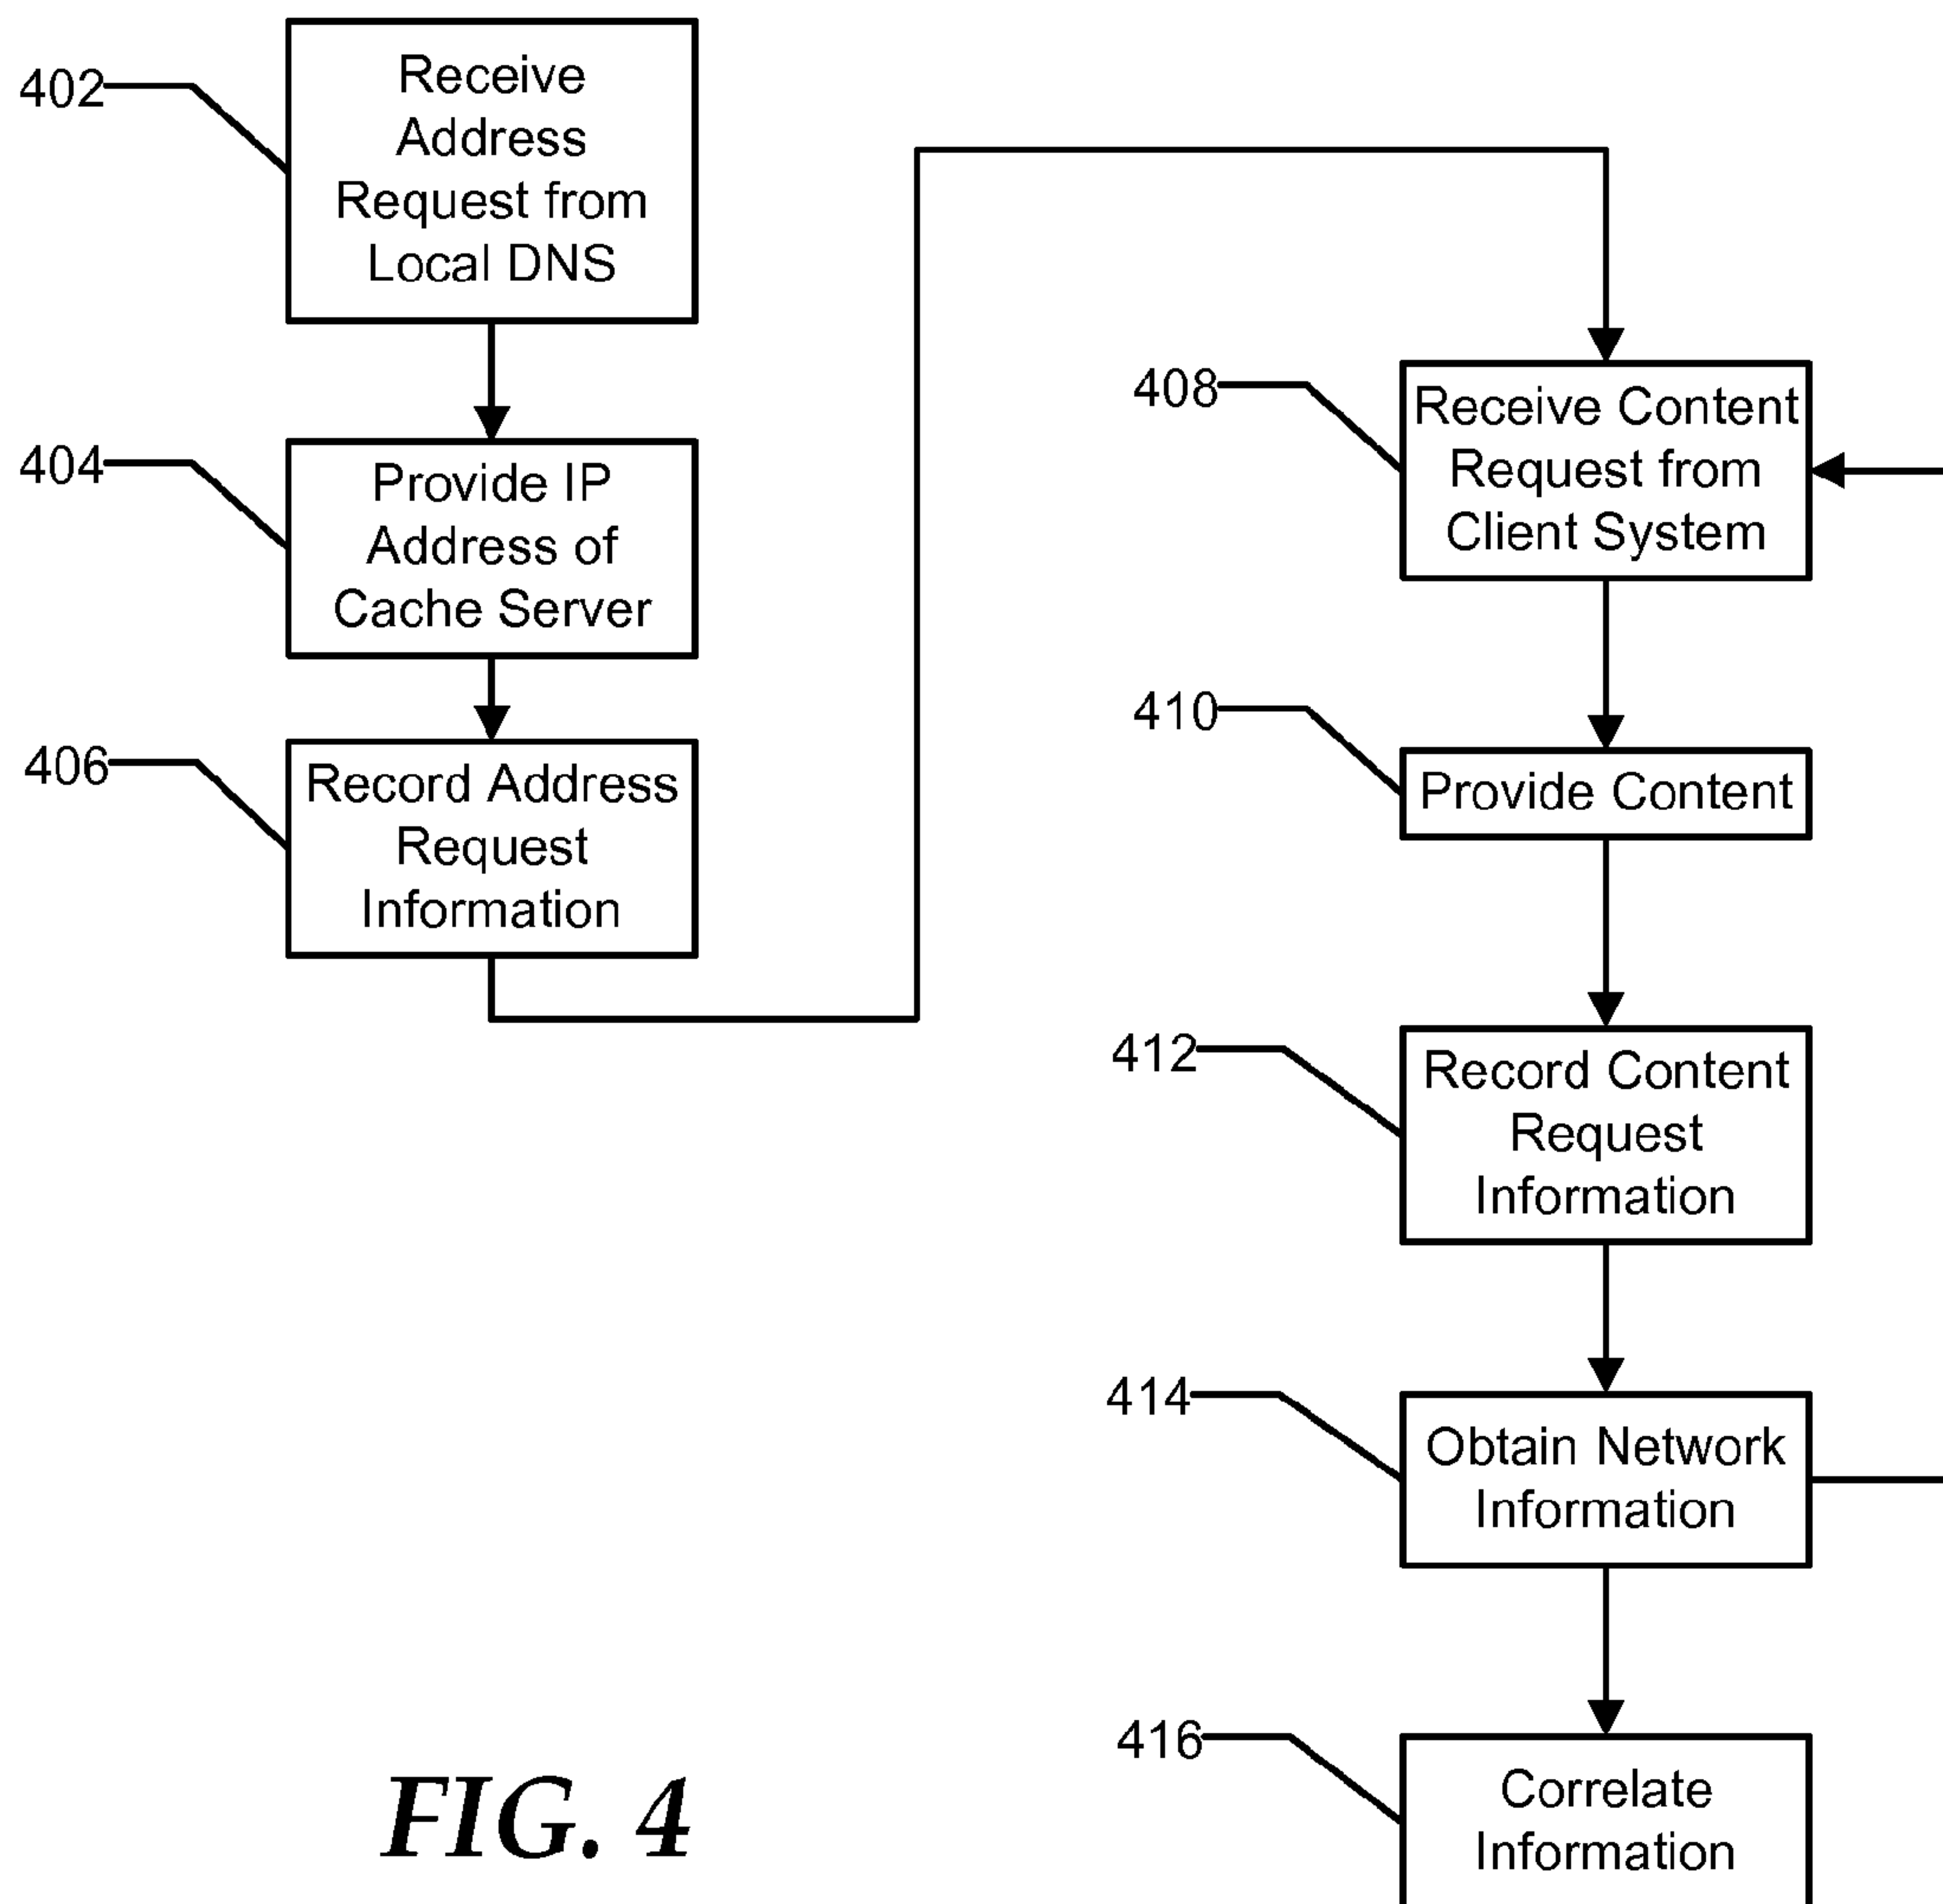 402
Receive
Address
Request from
Local DNS
404
Provide IP
Address of
Cache Server
406
Record Address
Request
Information
408
Receive Content
Request from
Client System
410
Provide Content
412
Record Content
Request
Information
414
Obtain Network
Information
416
Correlate
Information
FIG. 4